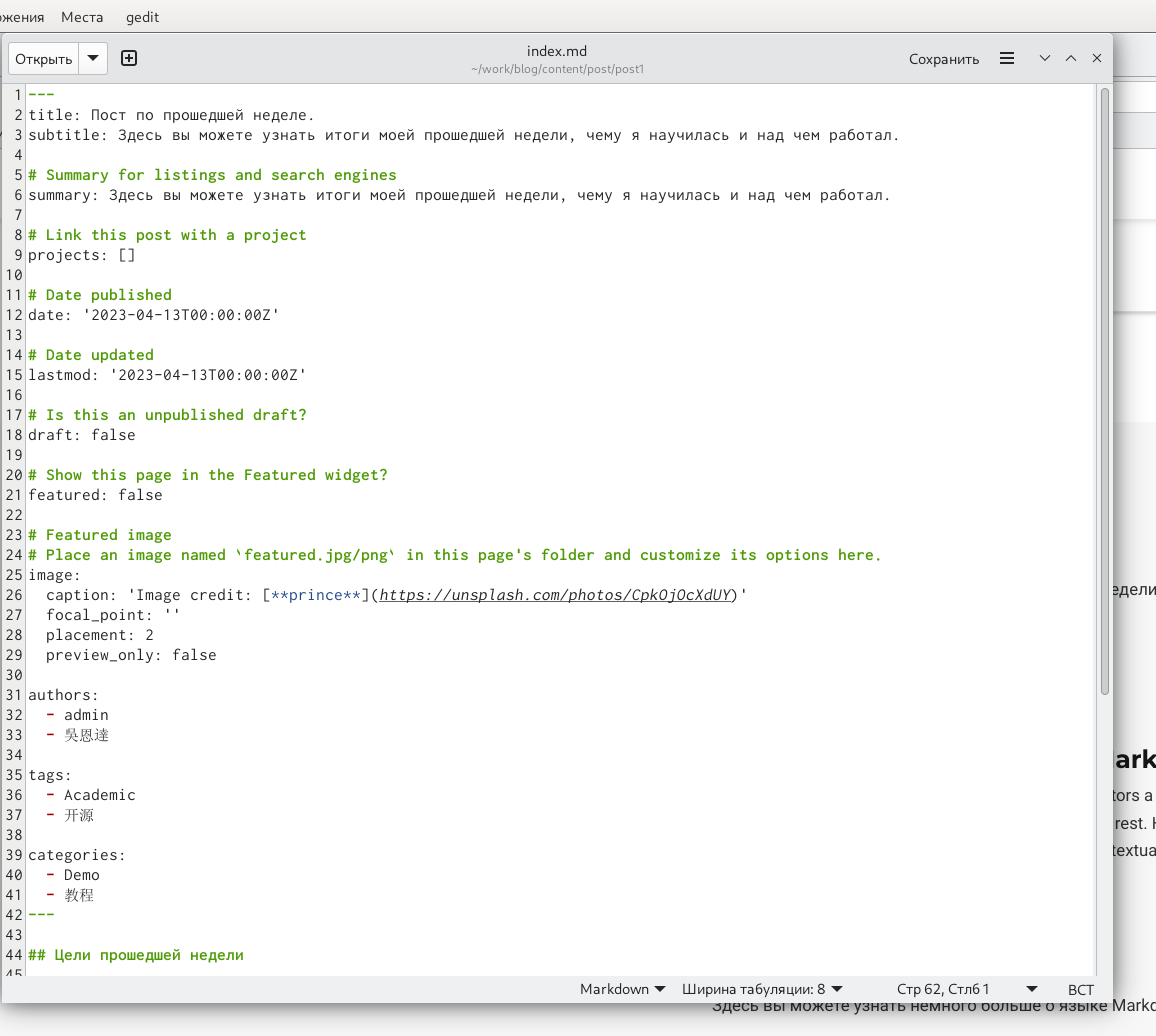 жения Места gedit
Открыть
index.md
~/work/blog/content/post/post1
Сохранить
1 ---
2 title: Пост по прошедшей неделе.
3 subtitle: Здесь вы можете узнать итоги моей прошедшей недели, чему я научилась и над чем работал.
4
5 # Summary for listings and search engines
6 summary: Здесь вы можете узнать итоги моей прошедшей недели, чему я научилась и над чем работал.
7
8 # Link this post with a project
9 projects: []
10
11 # Date published
12 date: '2023-04-13T00:00:00Z'
13
14 # Date updated
15 lastmod: '2023-04-13T00:00:00Z'
16
17 # Is this an unpublished draft?
18 draft: false
19
20 # Show this page in the Featured widget?
21 featured: false
22
23 # Featured image
24 # Place an image named `featured.jpg/png` in this page's folder and customize its options here.
25 image:
26 caption: 'Image credit: [**prince**](https://unsplash.com/photos/CpkOjOcXdUY)'
27 focal_point: ''
28 placement: 2
29 preview_only: false
30
31 authors:
32 - admin
33 - 吳恩達
34
35 tags:
36 - Academic
37 - 开源
38
39 categories:
40 - Demo
41 - 教程
42 ---
43
44 ## Цели прошедшей недели
45
едели
ark
tors a
rest. H
textua
Markdown Ширина табуляции: 8 Стр 62, Стлб 1 ВСТ
Здесь вы можете узнать немного больше о языке Markd